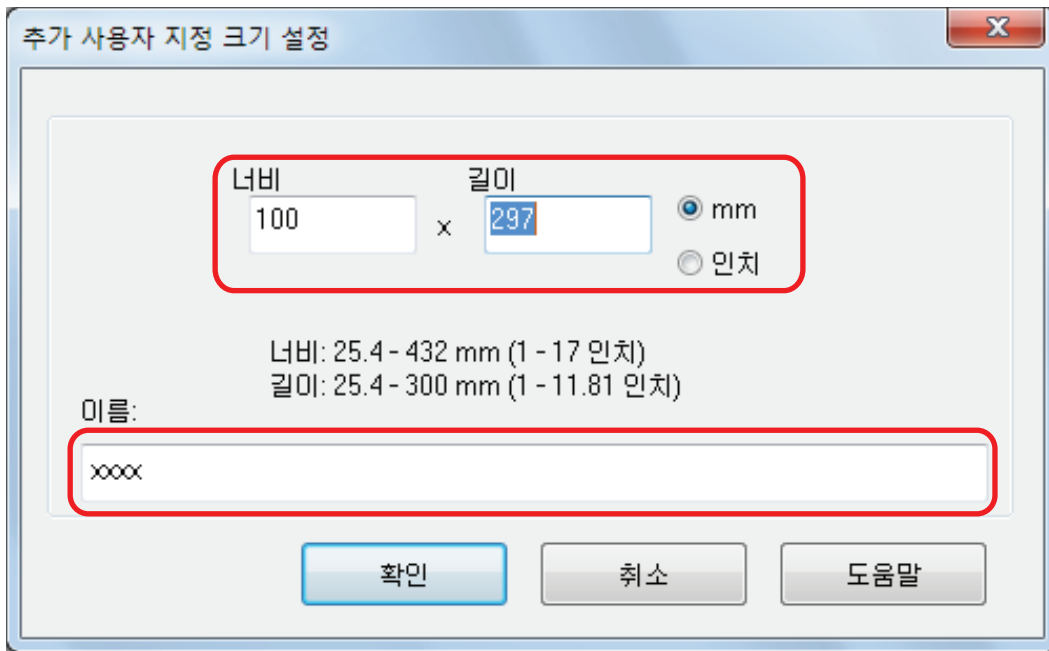 추가 사용자 지정 크기 설정
너비 길이
100 x 297 mm
인치
너비: 25.4 - 432 mm (1 - 17 인치)
길이: 25.4 - 300 mm (1 - 11.81 인치)
이름:
xxxx
확인 취소 도움말